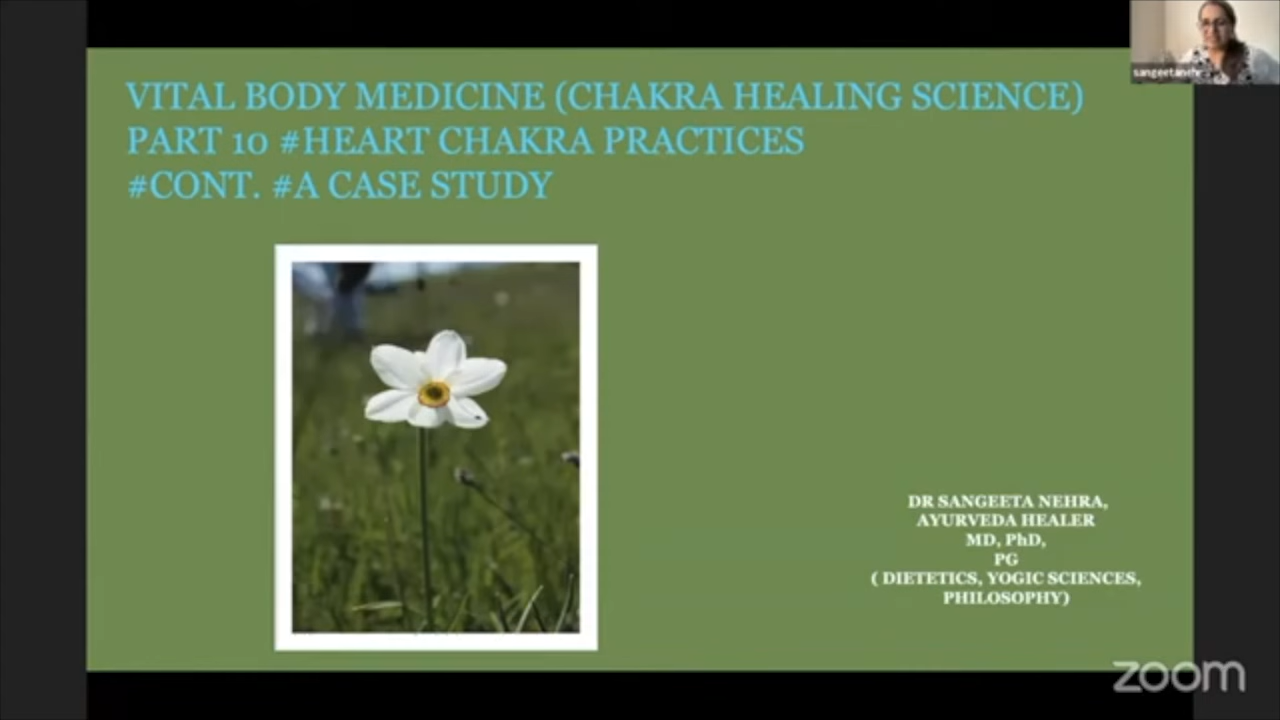 VITAL BODY MEDICINE (CHAKRA HEALING SCIENCE)
PART 10 #HEART CHAKRA PRACTICES
#CONT. #A CASE STUDY
DR SANGEETA NEHRA,
AYURVEDA HEALER
MD, PhD,
PG
( DIETETICS, YOGIC SCIENCES,
PHILOSOPHY)
zoom